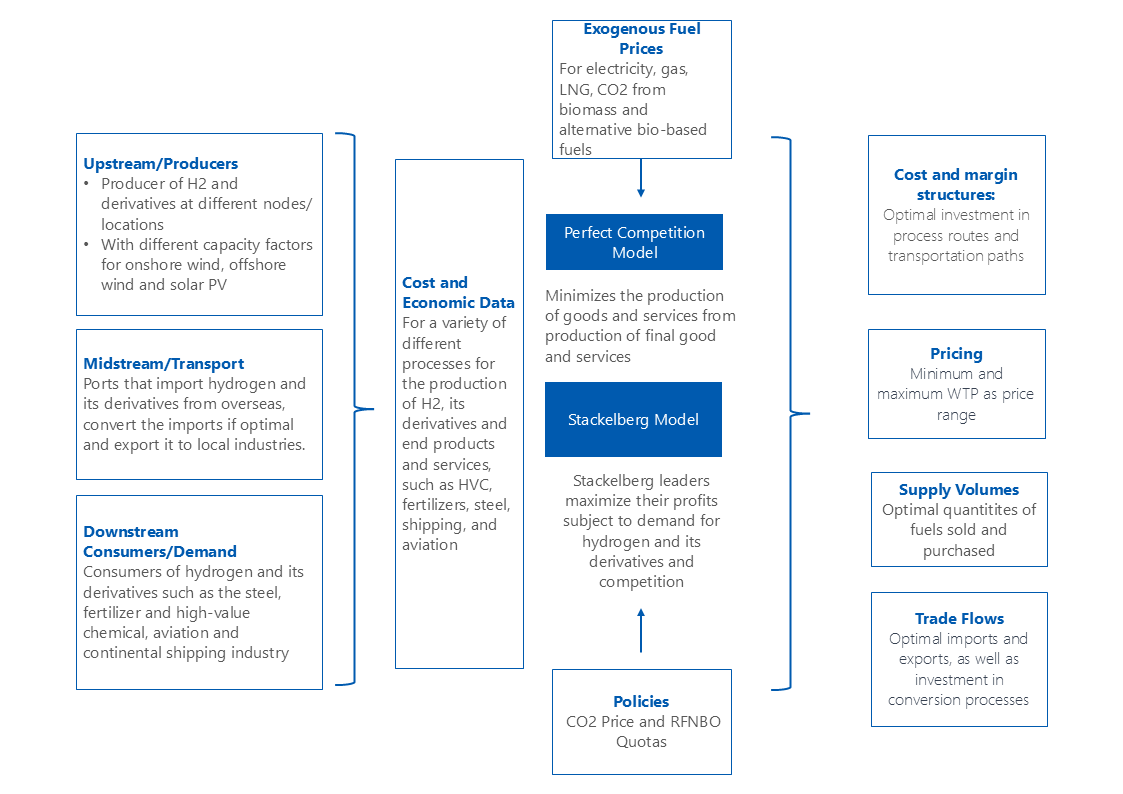 Exogenous Fuel
Prices
For electricity, gas,
LNG, CO2 from
biomass and
alternative bio-based
fuels
Upstream/Producers
• Producer of H2 and
derivatives at different nodes/
locations
• With different capacity factors
for onshore wind, offshore
wind and solar PV
Midstream/Transport
Ports that import hydrogen and
its derivatives from overseas,
convert the imports if optimal
and export it to local industries.
Downstream
Consumers/Demand
Consumers of hydrogen and its
derivatives such as the steel,
fertilizer and high-value
chemical, aviation and
continental shipping industry
Cost and
Economic Data
For a variety of
different
processes for
the production
of H2, its
derivatives and
end products
and services,
such as HVC,
fertilizers, steel,
shipping, and
aviation
Perfect Competition
Model
Minimizes the production
of goods and services from
production of final good
and services
Stackelberg Model
Stackelberg leaders
maximize their profits
subject to demand for
hydrogen and its
derivatives and
competition
Policies
CO2 Price and RFNBO
Quotas
Cost and margin
structures:
Optimal investment in
process routes and
transportation paths
Pricing
Minimum and
maximum WTP as price
range
Supply Volumes
Optimal quantitites of
fuels sold and
purchased
Trade Flows
Optimal imports and
exports, as well as
investment in
conversion processes